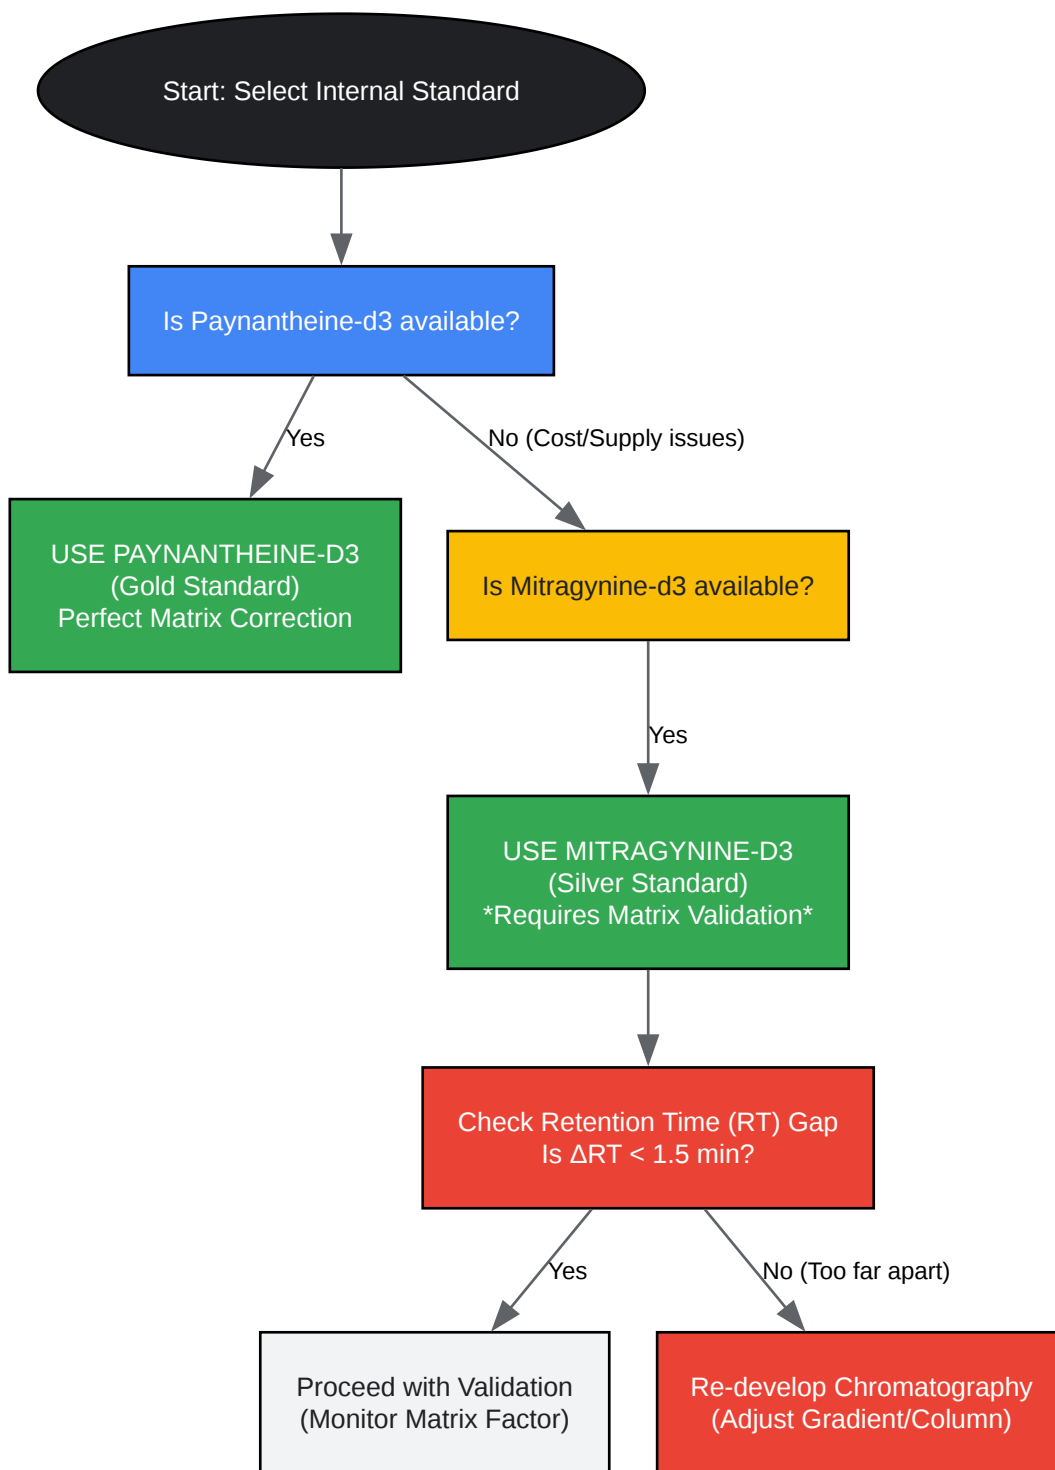 Start: Select Internal Standard
Is Paynantheine-d3 available?
Yes
No (Cost/Supply issues)
USE PAYNANTHEINE-D3
(Gold Standard)
Perfect Matrix Correction
Is Mitragynine-d3 available?
Yes
USE MITRAGYNINE-D3
(Silver Standard)
*Requires Matrix Validation*
Check Retention Time (RT) Gap
Is ΔRT < 1.5 min?
Yes
No (Too far apart)
Proceed with Validation
(Monitor Matrix Factor)
Re-develop Chromatography
(Adjust Gradient/Column)